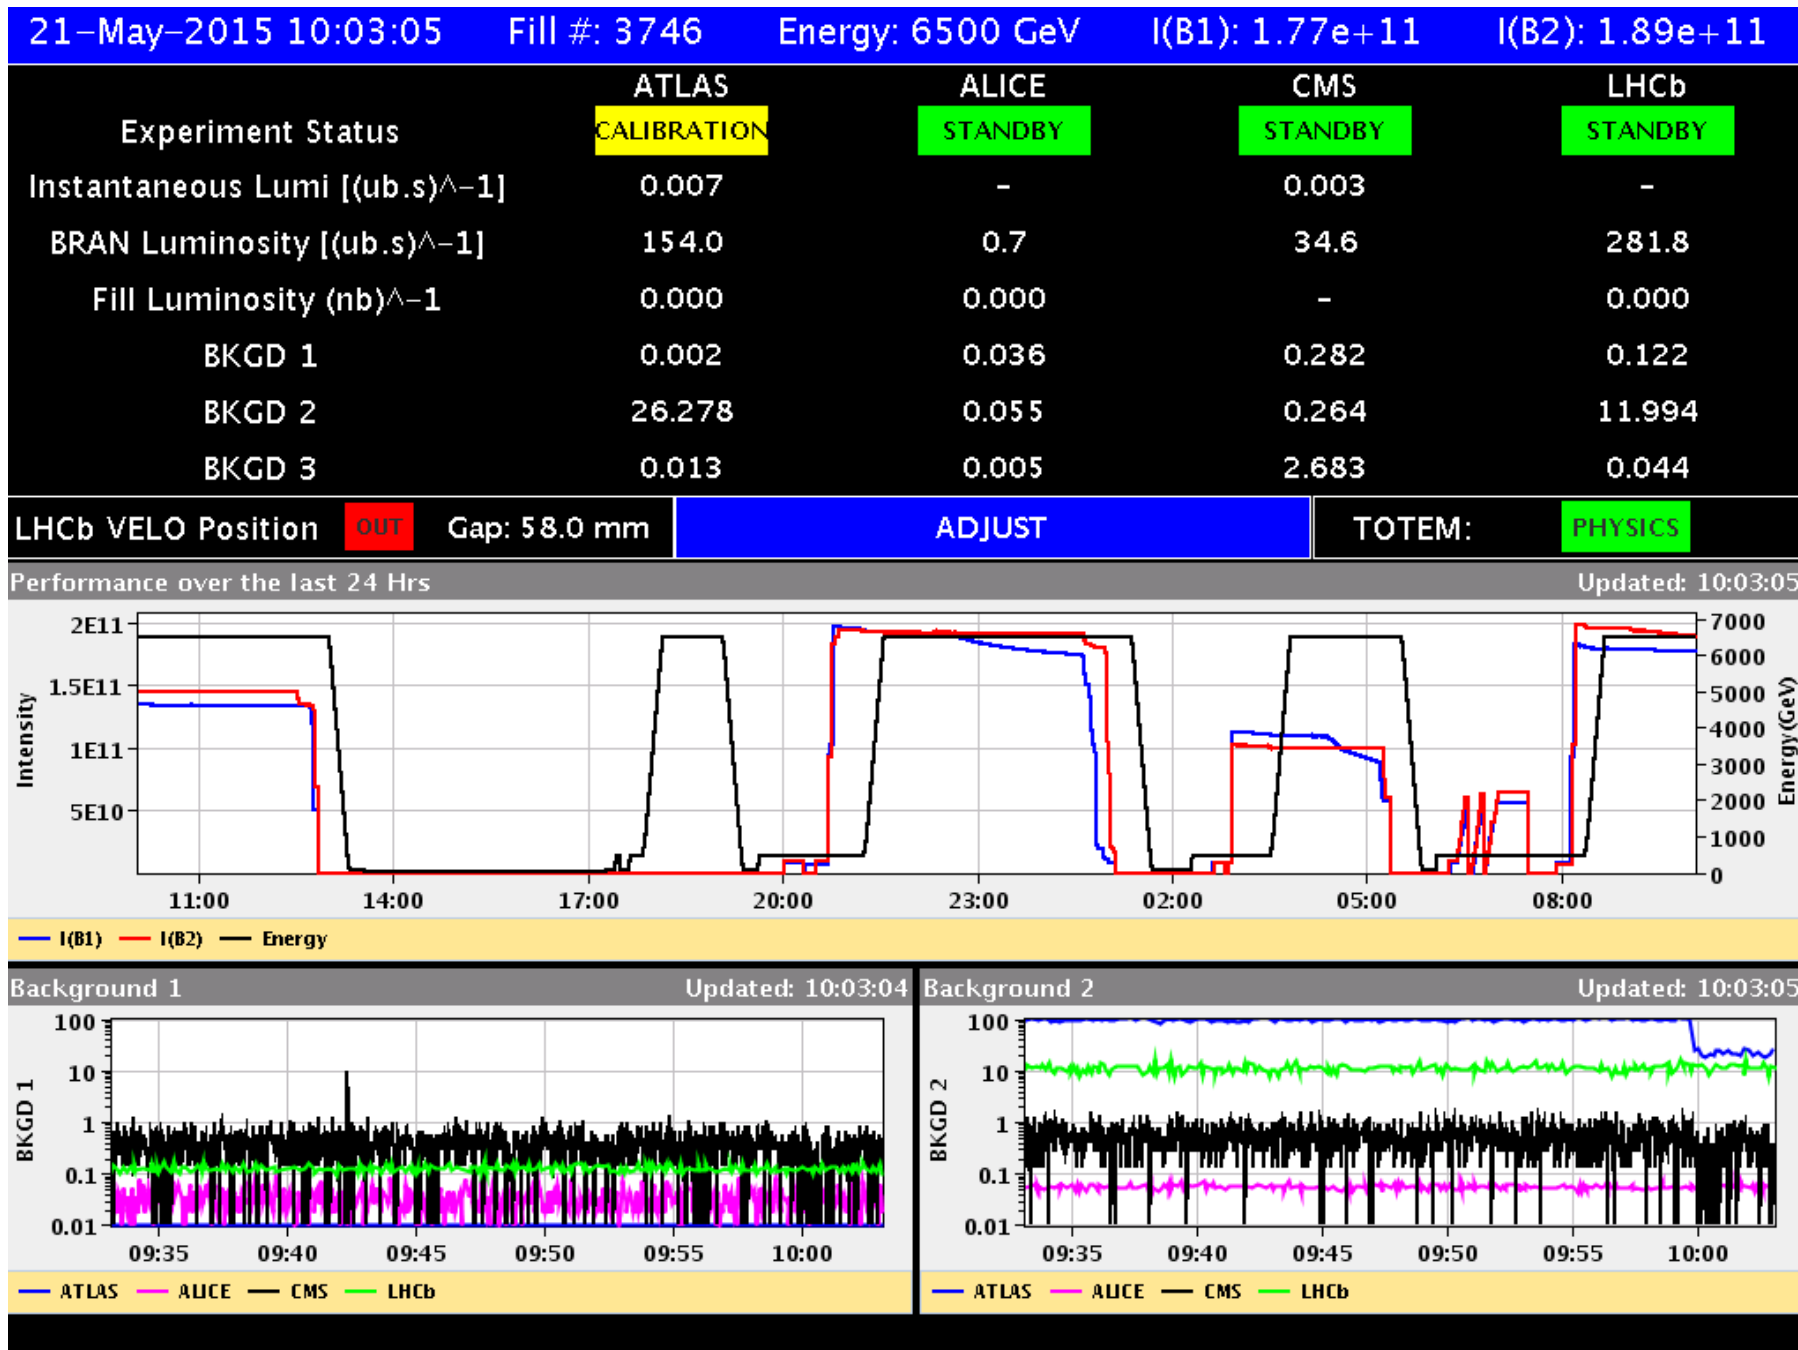 21-May-2015 10:03:05 Fill #: 3746 Energy: 6500 GeV I(B1): 1.77e+11 I(B2): 1.89e+11
ATLAS ALICE CMS LHCb
Experiment Status CALIBRATION STANDBY STANDBY STANDBY
Instantaneous Lumi [(ub.s)^-1] 0.007 - 0.003 -
BRAN Luminosity [(ub.s)^-1] 154.0 0.7 34.6 281.8
Fill Luminosity (nb)^-1 0.000 0.000 - 0.000
BKGD 1 0.002 0.036 0.282 0.122
BKGD 2 26.278 0.055 0.264 11.994
BKGD 3 0.013 0.005 2.683 0.044
LHCb VELO Position OUT Gap: 58.0 mm ADJUST TOTEM: PHYSICS
Performance over the last 24 Hrs Updated: 10:03:05
Intensity
2E11
1.5E11
1E11
5E10
7000
6000
5000
4000
3000
2000
1000
0
Energy(GeV)
11:00 14:00 17:00 20:00 23:00 02:00 05:00 08:00
I(B1) I(B2) Energy
Background 1 Updated: 10:03:04
BKGD 1
100
10
1
0.1
0.01
09:35 09:40 09:45 09:50 09:55 10:00
ATLAS ALICE CMS LHCb
Background 2 Updated: 10:03:05
BKGD 2
100
10
1
0.1
0.01
09:35 09:40 09:45 09:50 09:55 10:00
ATLAS ALICE CMS LHCb